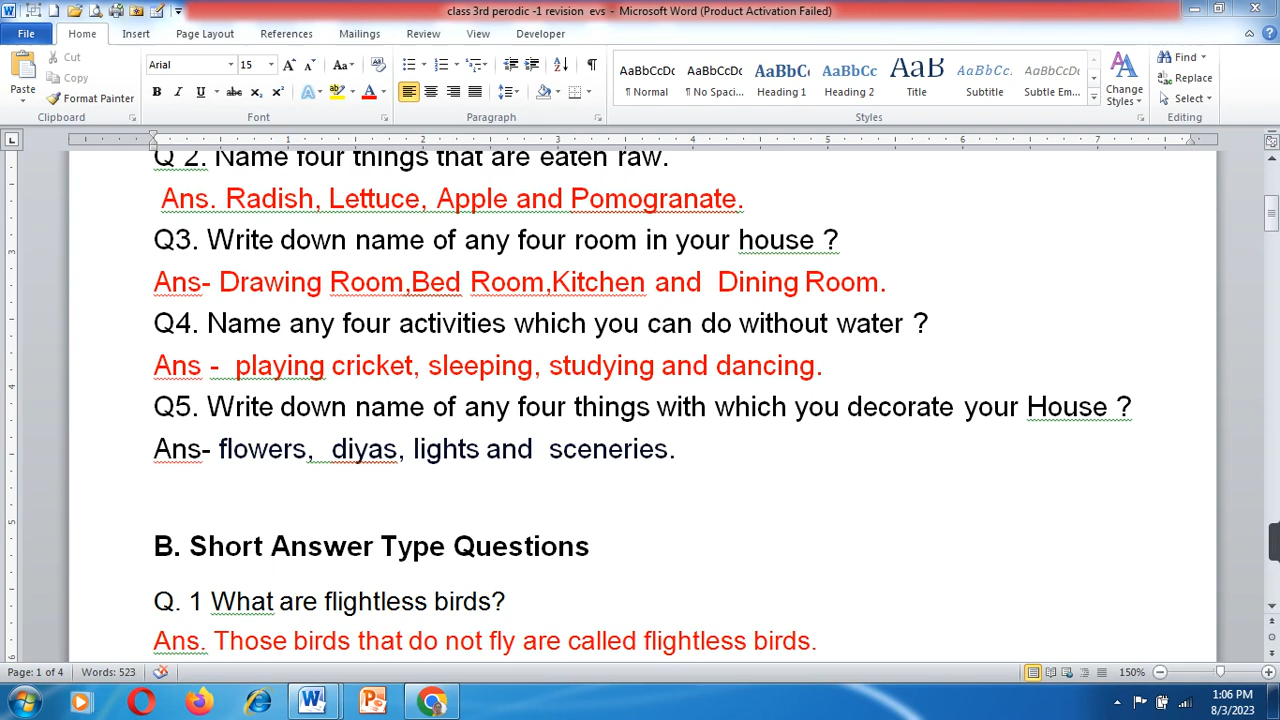 class 3rd perodic -1 revision evs - Microsoft Word (Product Activation Failed)
File Home Insert Page Layout References Mailings Review View Developer
Cut
Copy
Format Painter
Paste
Arial 15
AaBbCcDc AaBbCcDc AaBbCc AaBbCc AaB AaBbCcL AaBbCcDc
¶ Normal ¶ No Spaci... Heading 1 Heading 2 Title Subtitle Subtle Em...
Change Styles
Find
Replace
Select
Clipboard Font Paragraph Styles Editing
1 2 3 4 5 6 7
Q 2. Name four things that are eaten raw.
Ans. Radish, Lettuce, Apple and Pomogranate.
Q3. Write down name of any four room in your house ?
Ans- Drawing Room,Bed Room,Kitchen and Dining Room.
Q4. Name any four activities which you can do without water ?
Ans - playing cricket, sleeping, studying and dancing.
Q5. Write down name of any four things with which you decorate your House ?
Ans- flowers, diyas, lights and sceneries.
B. Short Answer Type Questions
Q. 1 What are flightless birds?
Ans. Those birds that do not fly are called flightless birds.
Page: 1 of 4 Words: 523 150%
1:06 PM
8/3/2023